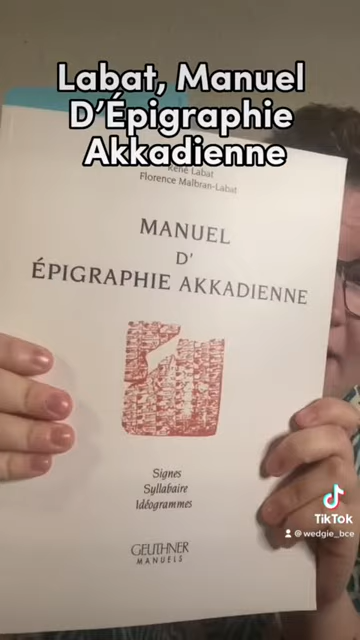 Labat, Manuel
D'Épigraphie
Akkadienne
René Labat
Florence Malbran-Labat
MANUEL
D'
ÉPIGRAPHIE AKKADIENNE
Signes
Syllabaire
Idéogrammes
GEUTHNER
MANUELS
TikTok
@wedgie_bce